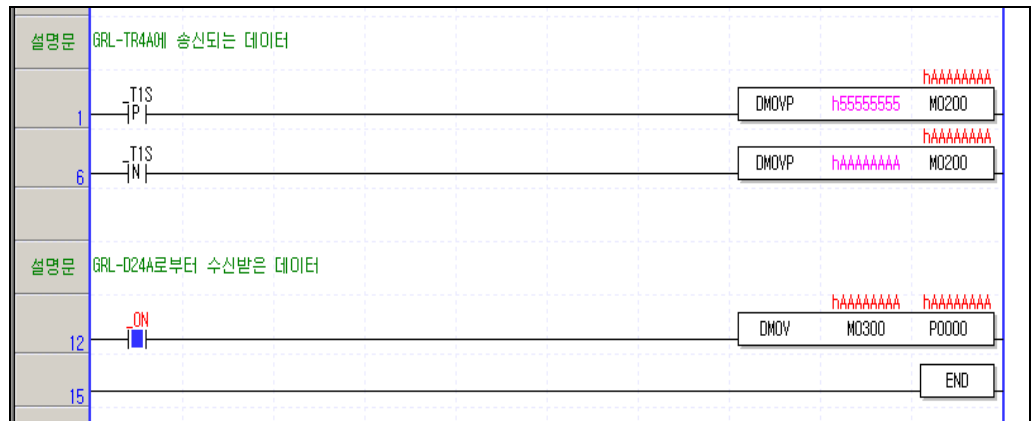 설명문 GRL-TR4A에 송신되는 데이터
hAAAAAAAA
_T1S
P DMOVP h55555555 M0200
1
hAAAAAAAA
_T1S
N DMOVP hAAAAAAAA M0200
6
설명문 GRL-D24A로부터 수신받은 데이터
hAAAAAAAA hAAAAAAAA
_ON
DMOV M0300 P0000
12
END
15